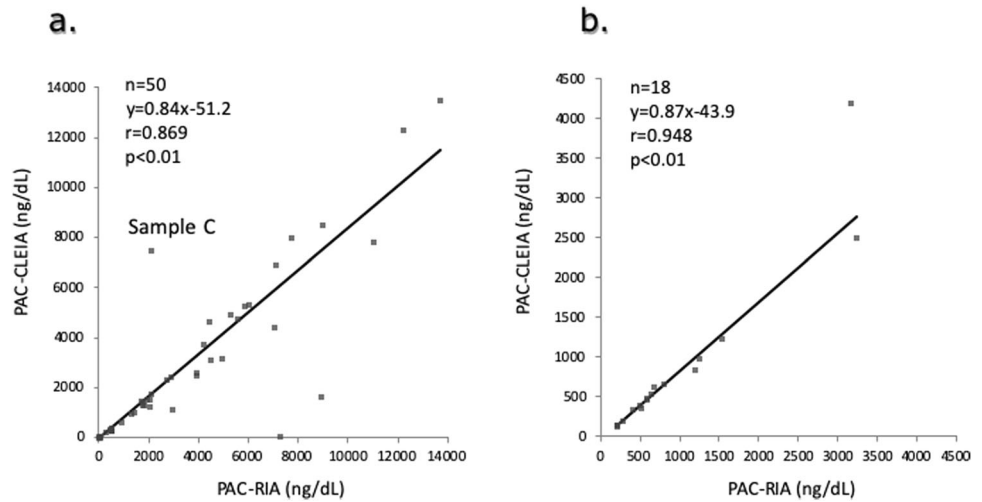 a.
n=50
y=0.84x-51.2
r=0.869
p<0.01
Sample C
PAC-CLEIA (ng/dL)
14000
12000
10000
8000
6000
4000
2000
0
0 2000 4000 6000 8000 10000 12000 14000
PAC-RIA (ng/dL)
b.
n=18
y=0.87x-43.9
r=0.948
p<0.01
PAC-CLEIA (ng/dL)
4500
4000
3500
3000
2500
2000
1500
1000
500
0
0 500 1000 1500 2000 2500 3000 3500 4000 4500
PAC-RIA (ng/dL)